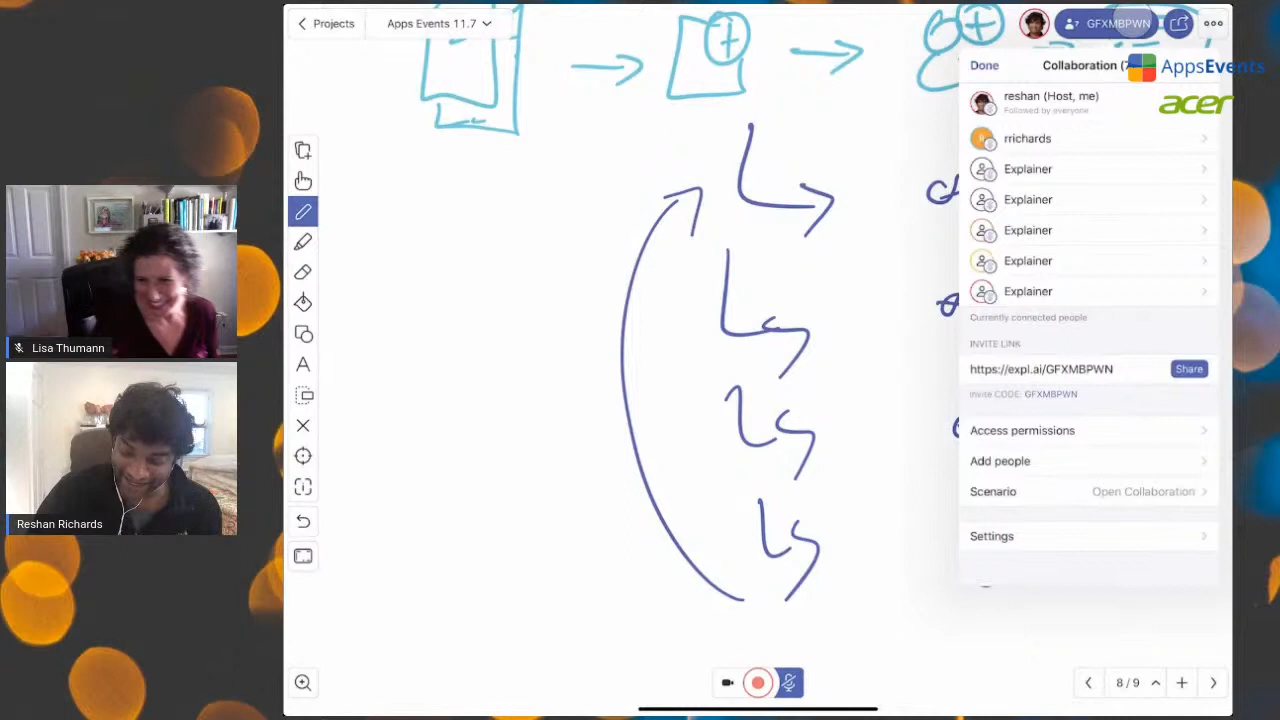 Projects
Apps Events 11.7
7
GFXMBPWN
Done
Collaboration (7
AppsEvents
acer
reshan (Host, me)
Followed by everyone
rrichards
Explainer
Explainer
Explainer
Explainer
Explainer
Currently connected people
INVITE LINK
https://expl.ai/GFXMBPWN
Share
Invite CODE: GFXMBPWN
Access permissions
Add people
Scenario
Open Collaboration
Settings
A
Lisa Thumann
Reshan Richards
8 / 9